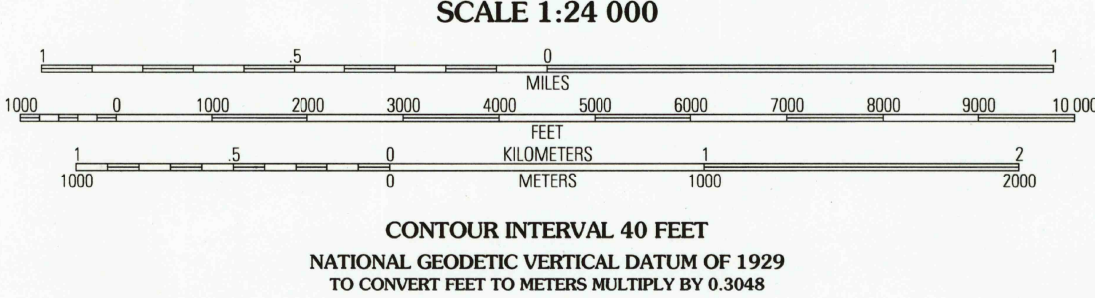 SCALE 1:24 000
1 .5 0 1
MILES
1000 0 1000 2000 3000 4000 5000 6000 7000 8000 9000 10 000
FEET
1 .5 0 KILOMETERS 1 2
1000 0 METERS 1000 2000
CONTOUR INTERVAL 40 FEET
NATIONAL GEODETIC VERTICAL DATUM OF 1929
TO CONVERT FEET TO METERS MULTIPLY BY 0.3048